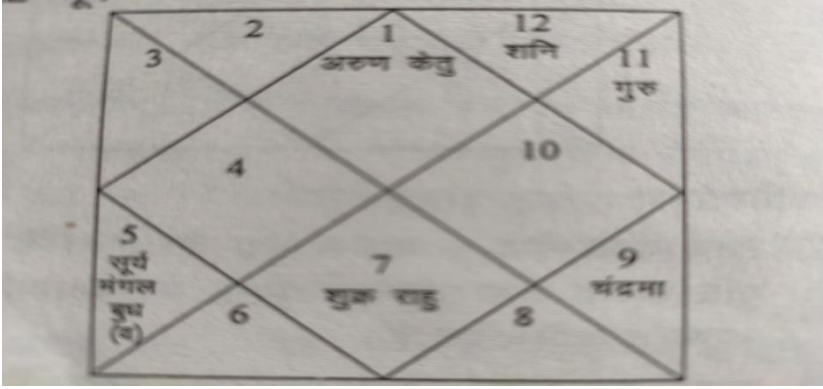 2
1
12
3
अरुण केतु
शनि
11
गुरु
4
10
5
सूर्य
मंगल
बुध
(व)
7
शुक्र राहु
9
चंद्रमा
6
8